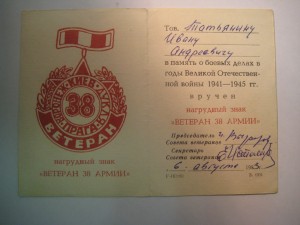 38
ВЕТЕРАН
нагрудный знак
"ВЕТЕРАН 38 АРМИИ"
Тов. Татьянину
Ивану
Андреевичу
в память о боевых делах в
годы Великой Отечествен-
ной войны 1941—1945 гг.
вручен
нагрудный знак
"ВЕТЕРАН 38 АРМИИ"
Председатель
Совета ветеранов
Секретарь
Совета ветеранов
6 августа